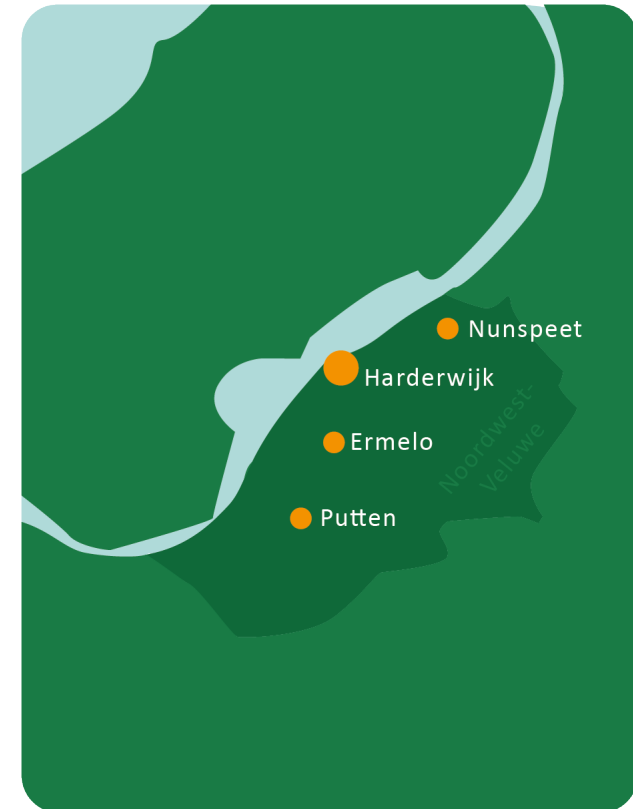 Nunspeet
Harderwijk
Noordwest-
Veluwe
Ermelo
Putten